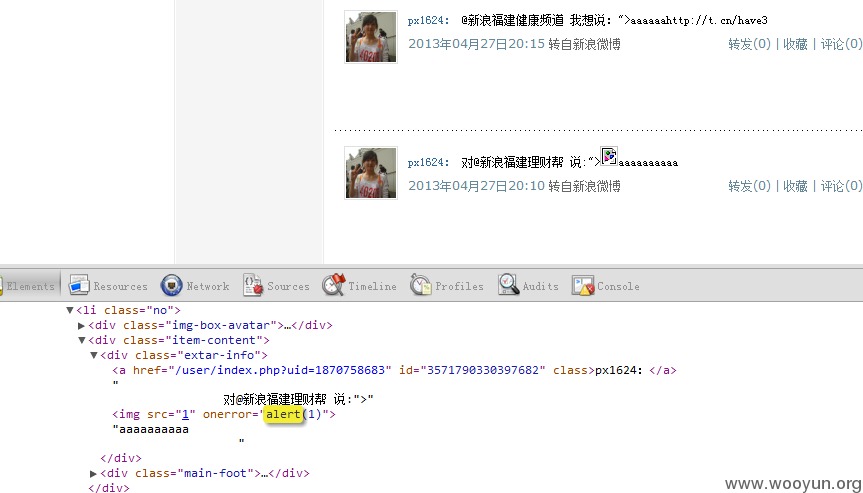 px1624： @新浪福建健康频道 我想说：“>aaaaaahttp://t.cn/have3
2013年04月27日20:15 转自新浪微博 转发(0) | 收藏 | 评论(0)
px1624： 对@新浪福建理财帮 说:“> aaaaaaaaaa
2013年04月27日20:10 转自新浪微博 转发(0) | 收藏 | 评论(0)
Elements Resources Network Sources Timeline Profiles Audits Console
▼<li class="no">
▶<div class="img-box-avatar">…</div>
▼<div class="item-content">
▼<div class="extar-info">
<a href="/user/index.php?uid=1870758683" id="3571790330397682" class>px1624：</a>
"
对@新浪福建理财帮 说:">"
<img src="1" onerror="alert(1)">
"aaaaaaaaaa
"
</div>
▶<div class="main-foot">…</div>
</div>
www.wooyun.org